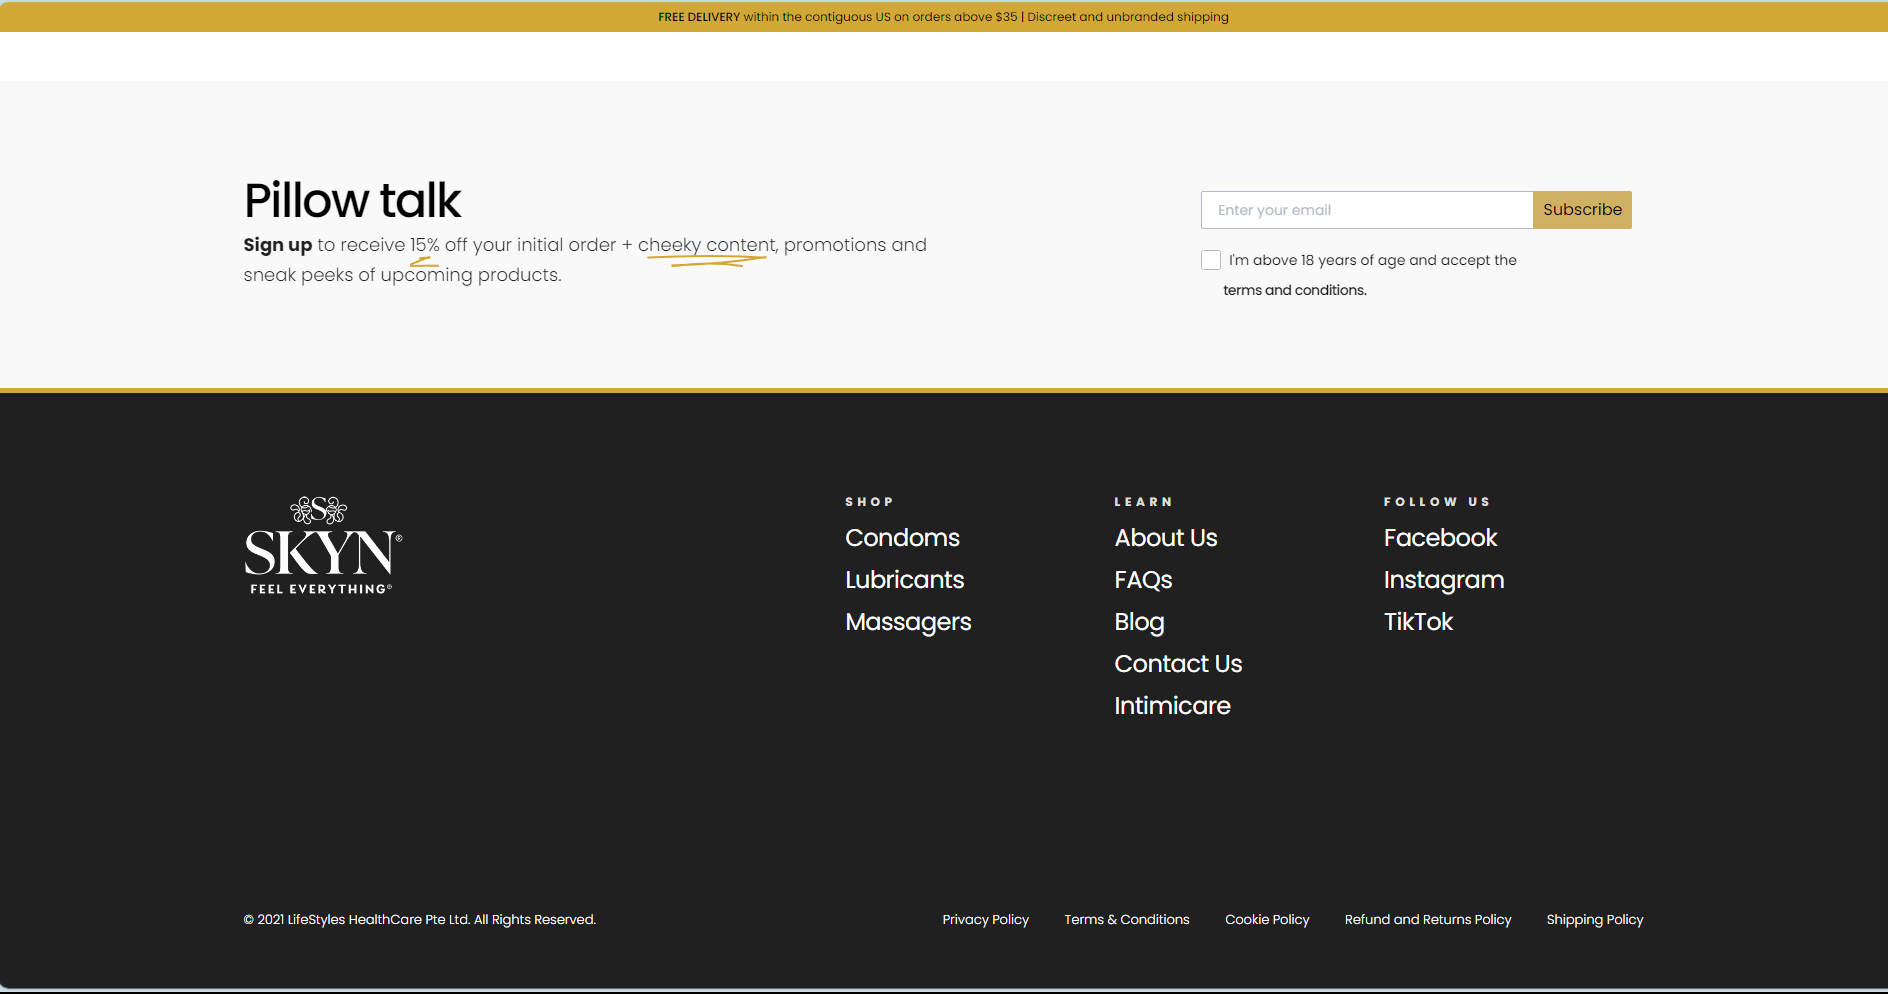 FREE DELIVERY within the contiguous US on orders above $35 | Discreet and unbranded shipping
Pillow talk
Sign up to receive 15% off your initial order + cheeky content, promotions and
sneak peeks of upcoming products.
Enter your email
Subscribe
I'm above 18 years of age and accept the
terms and conditions.
S
SKYN®
FEEL EVERYTHING®
SHOP
Condoms
Lubricants
Massagers
LEARN
About Us
FAQs
Blog
Contact Us
Intimicare
FOLLOW US
Facebook
Instagram
TikTok
© 2021 LifeStyles HealthCare Pte Ltd. All Rights Reserved.
Privacy Policy
Terms & Conditions
Cookie Policy
Refund and Returns Policy
Shipping Policy